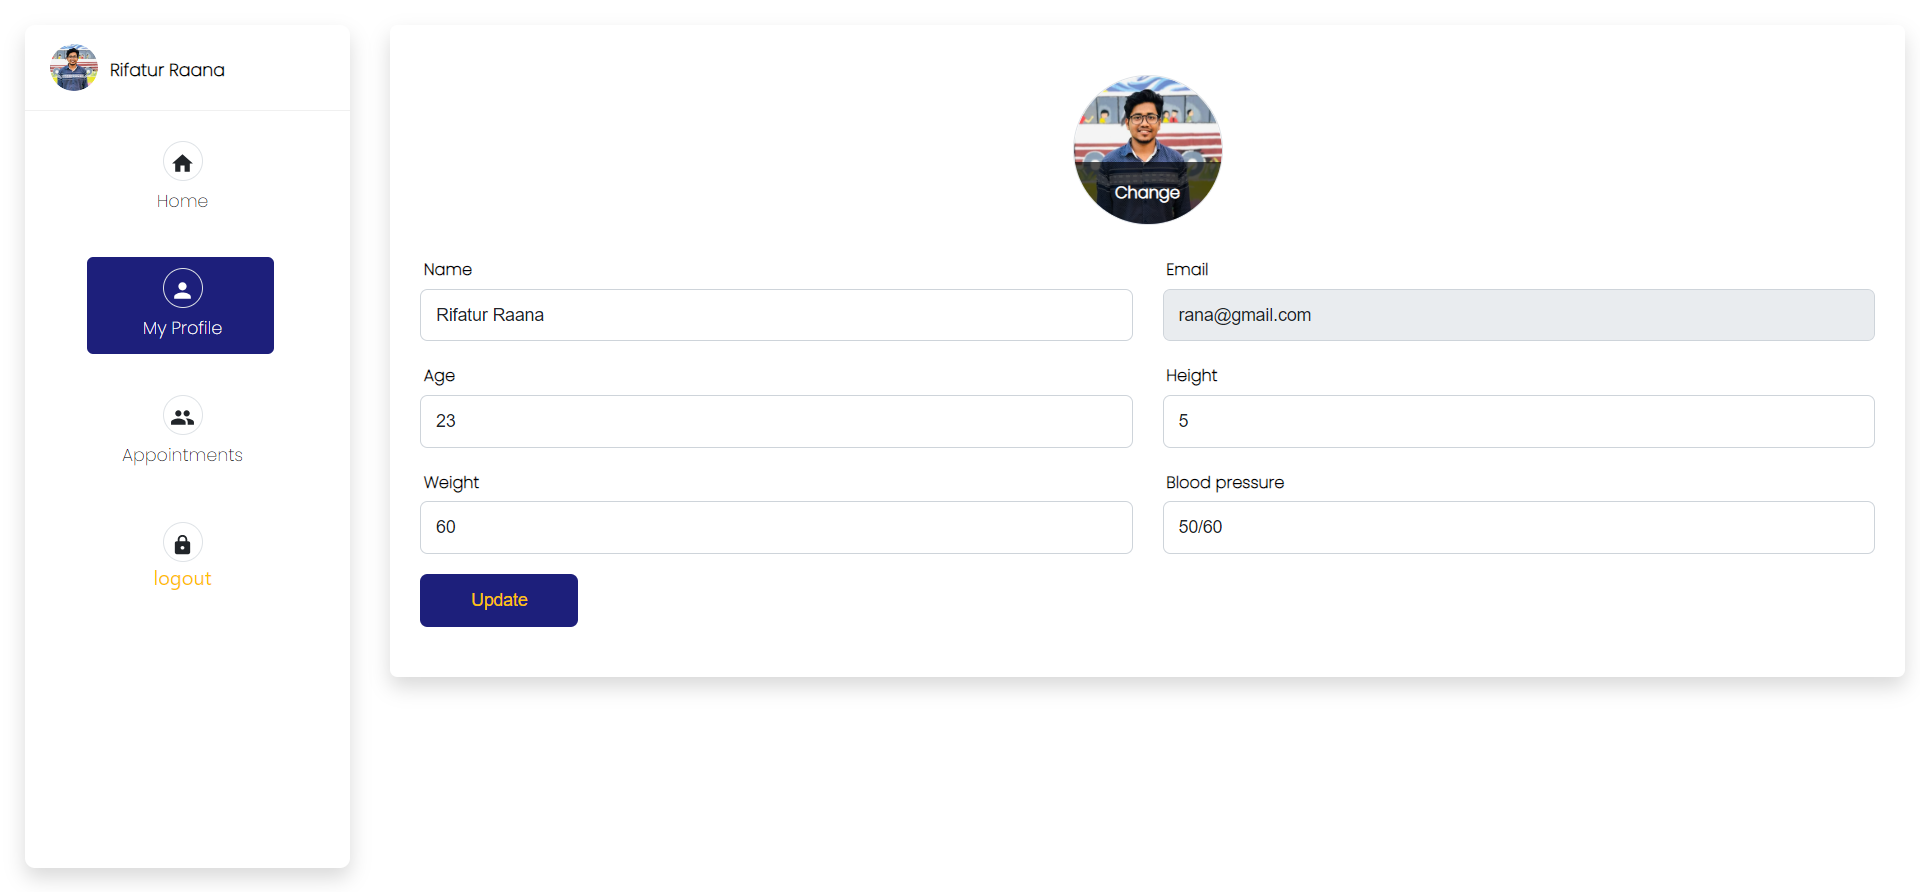 Rifatur Raana
Home
My Profile
Appointments
logout
Change
Name
Rifatur Raana
Email
rana@gmail.com
Age
23
Height
5
Weight
60
Blood pressure
50/60
Update